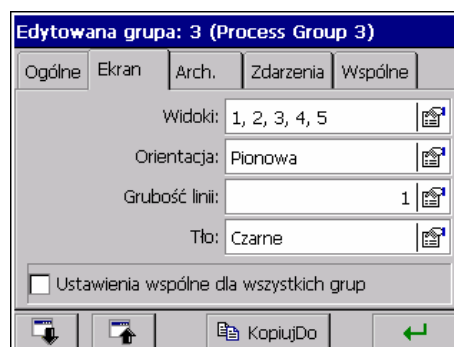 Edytowana grupa: 3 (Process Group 3)
Ogólne Ekran Arch. Zdarzenia Wspólne
Widoki: 1, 2, 3, 4, 5
Orientacja: Pionowa
Grubość linii: 1
Tło: Czarne
Ustawienia wspólne dla wszystkich grup
KopiujDo